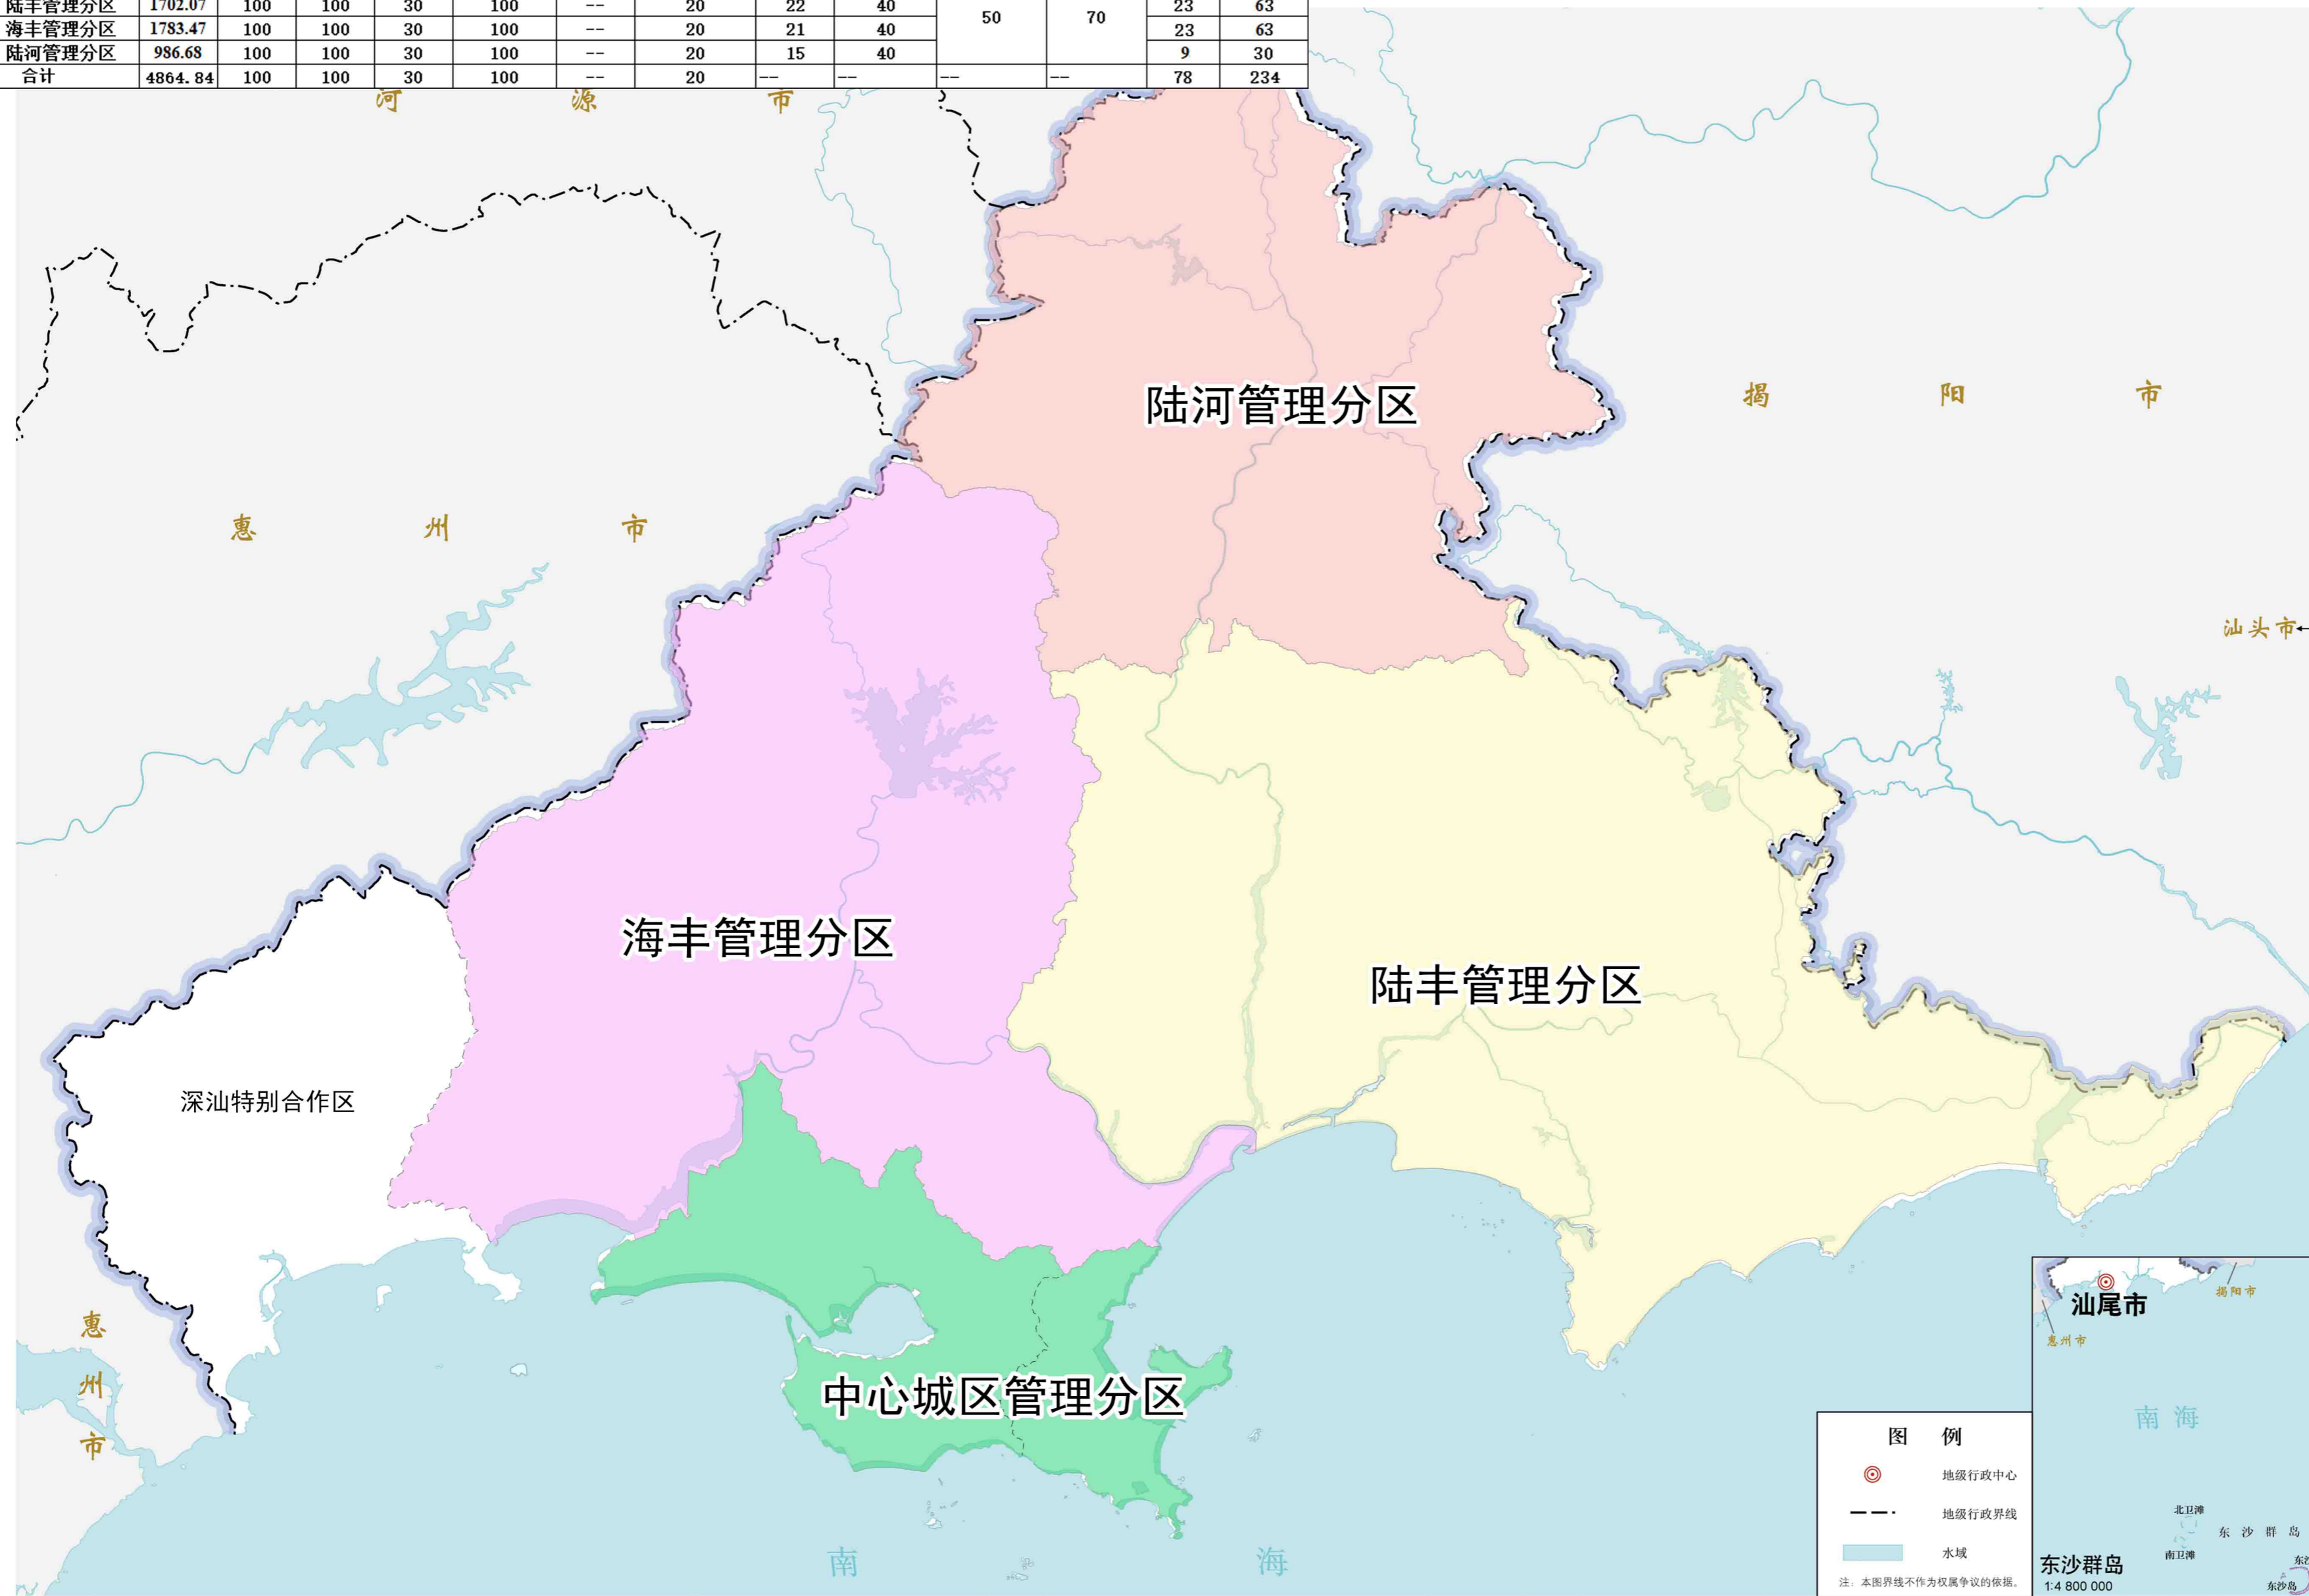 陆丰管理分区 1702.07 100 100 30 100 -- 20 22 40 50 70 23 63
海丰管理分区 1783.47 100 100 30 100 -- 20 21 40 23 63
陆河管理分区 986.68 100 100 30 100 -- 20 15 40 9 30
合计 4864.84 100 100 30 100 -- 20 -- -- -- -- 78 234
河 源 市
陆河管理分区
揭 阳 市
惠 州 市
汕头市
海丰管理分区
陆丰管理分区
深汕特别合作区
中心城区管理分区
惠
州
市
南 海
图 例
地级行政中心
地级行政界线
水域
注：本图界线不作为权属争议的依据。
汕尾市
揭阳市
惠州市
南 海
北卫滩
东 沙 群 岛
南卫滩
东沙群岛
1:4 800 000
东沙岛